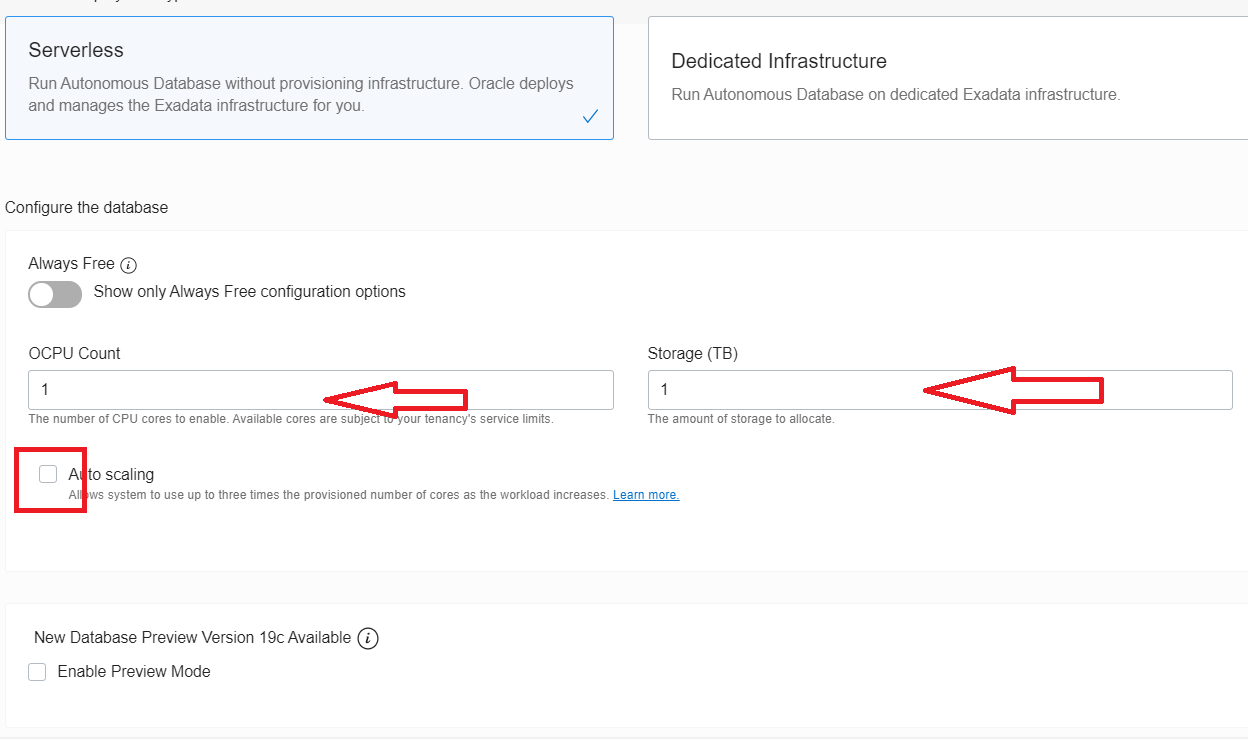 Serverless
Run Autonomous Database without provisioning infrastructure. Oracle deploys
and manages the Exadata infrastructure for you.
Dedicated Infrastructure
Run Autonomous Database on dedicated Exadata infrastructure.
Configure the database
Always Free
Show only Always Free configuration options
OCPU Count
1
The number of CPU cores to enable. Available cores are subject to your tenancy's service limits.
Storage (TB)
1
The amount of storage to allocate.
Auto scaling
Allows system to use up to three times the provisioned number of cores as the workload increases. Learn more.
New Database Preview Version 19c Available
Enable Preview Mode